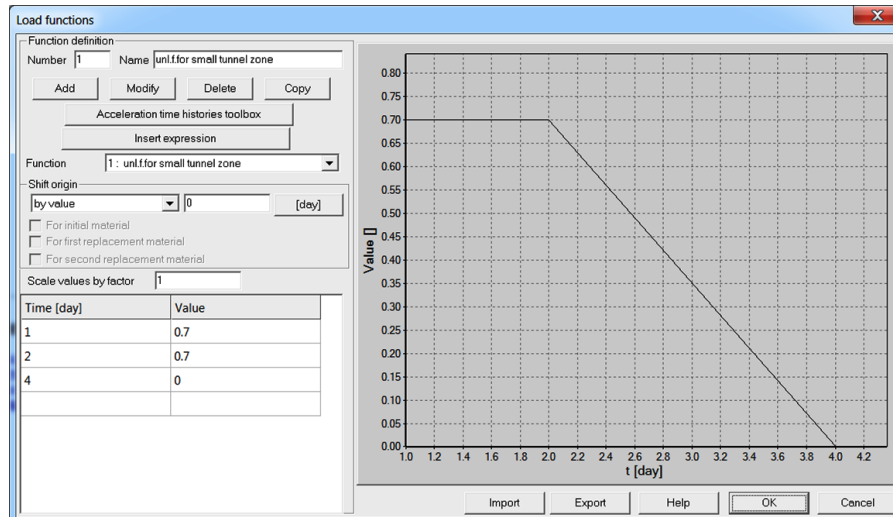 Load functions
Function definition
Number 1 Name unl.f.for small tunnel zone
Add Modify Delete Copy
Acceleration time histories toolbox
Insert expression
Function 1 : unl.f.for small tunnel zone
Shift origin
by value 0 [day]
For initial material
For first replacement material
For second replacement material
Scale values by factor 1
Time [day] Value
1 0.7
2 0.7
4 0
Value []
0.80
0.75
0.70
0.65
0.60
0.55
0.50
0.45
0.40
0.35
0.30
0.25
0.20
0.15
0.10
0.05
0.00
1.0 1.2 1.4 1.6 1.8 2.0 2.2 2.4 2.6 2.8 3.0 3.2 3.4 3.6 3.8 4.0 4.2
t [day]
Import Export Help OK Cancel